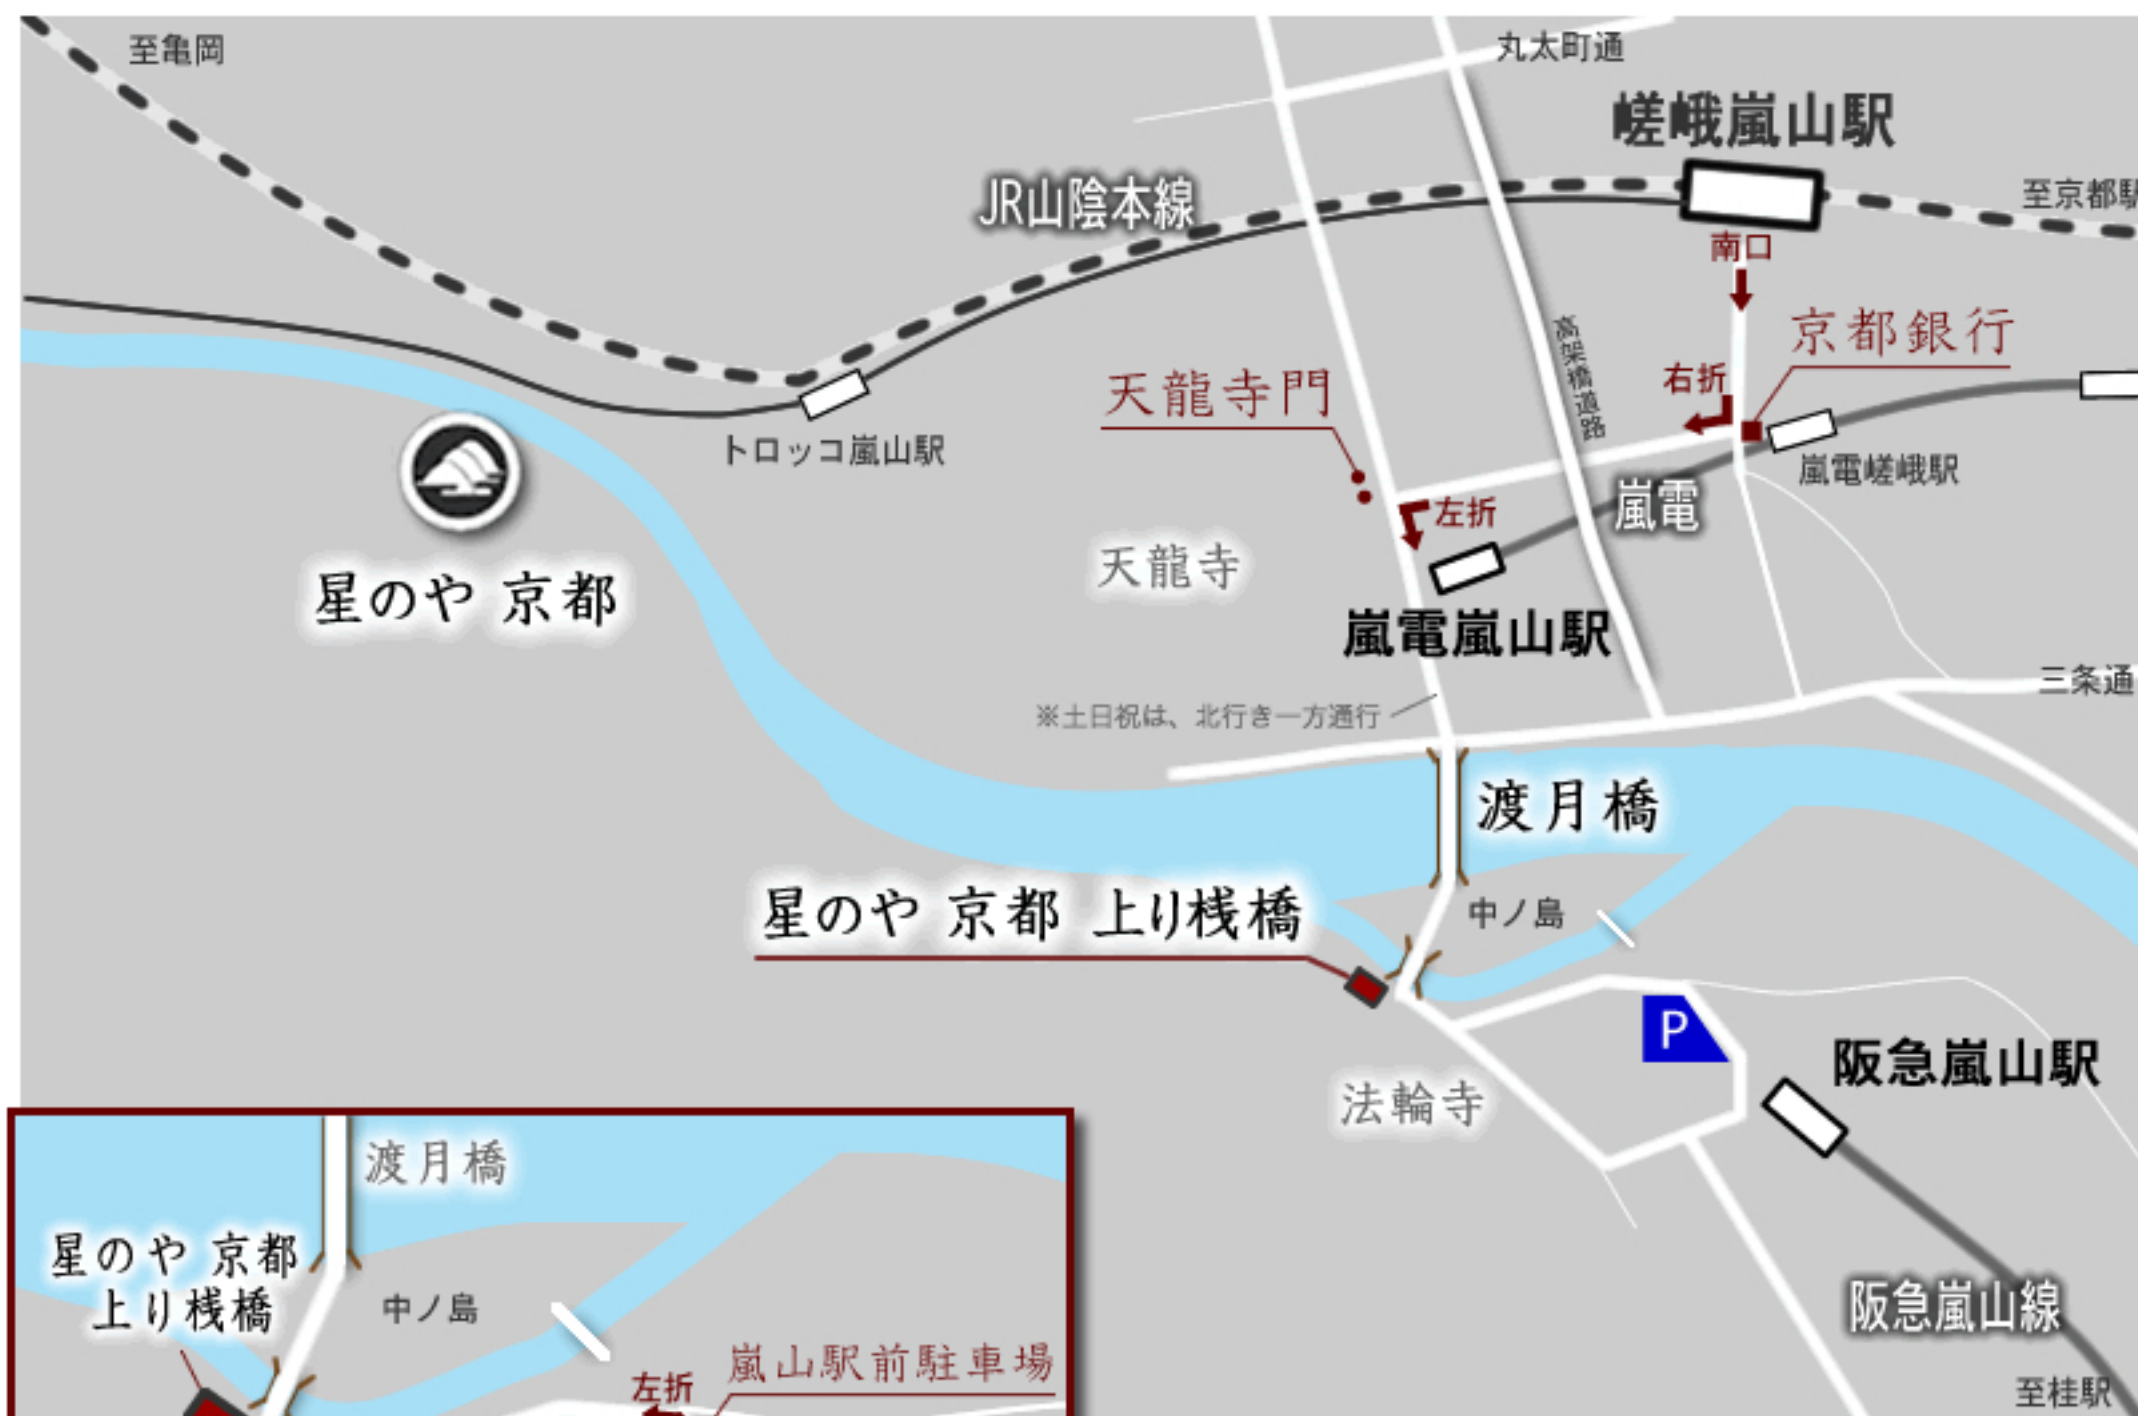 至亀岡
丸太町通
嵯峨嵐山駅
JR山陰本線
至京都駅
南口
京都銀行
高架橋道路
右折
天龍寺門
トロッコ嵐山駅
嵐電嵯峨駅
嵐電
左折
天龍寺
星のや 京都
嵐電嵐山駅
三条通
※土日祝は、北行き一方通行
渡月橋
星のや 京都 上り桟橋
中ノ島
P
阪急嵐山駅
法輪寺
渡月橋
星のや 京都
上り桟橋
中ノ島
嵐山駅前駐車場
左折
阪急嵐山線
至桂駅